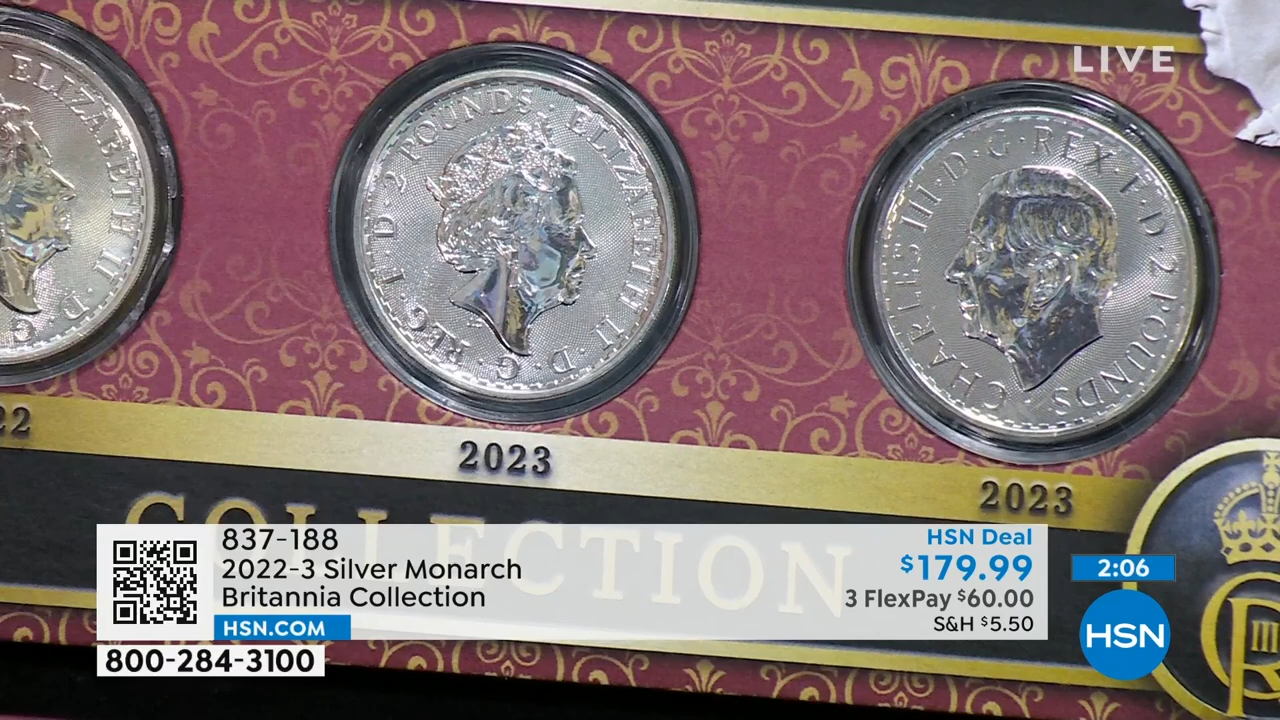 LIVE
ELIZABETH II · D · G
2 POUNDS · ELIZABETH II · D · G · REG · F · D ·
CHARLES III · D · G · REX · F · D · 2 POUNDS
22
2023
2023
COLLECTION
837-188
2022-3 Silver Monarch
Britannia Collection
HSN.COM
800-284-3100
HSN Deal
$179.99
3 FlexPay $60.00
S&H $5.50
2:06
HSN
III